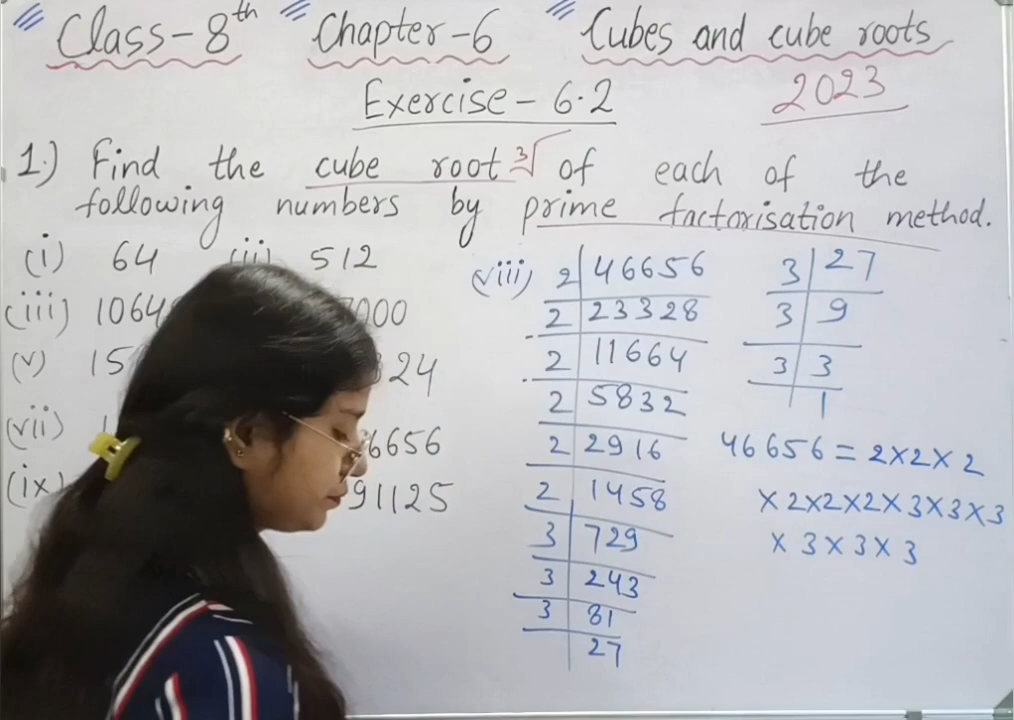 Class-8th Chapter-6 Cubes and cube roots
Exercise-6.2 2023
1.) Find the cube root ∛ of each of the
following numbers by prime factorisation method.
(i) 64 (ii) 512
(iii)
(v)
24
(vii)
6656
(ix)
91125
(viii) 2 | 46656
2 | 23328
2 | 11664
2 | 5832
2 | 2916
2 | 1458
3 | 729
3 | 243
3 | 81
27
3 | 27
3 | 9
3 | 3
1
46656 = 2×2×2
×2×2×2×3×3×3
×3×3×3